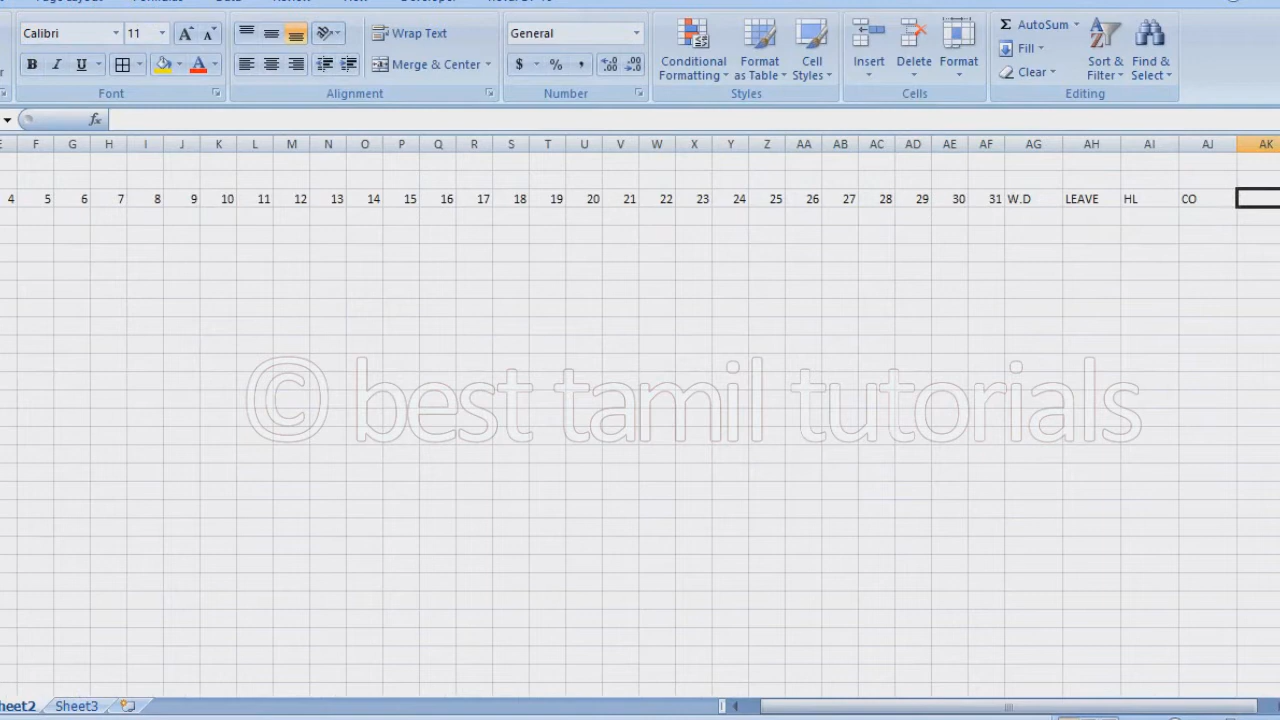 Calibri 11 Wrap Text General AutoSum
B I U Merge & Center $ % , Conditional Formatting Format as Table Cell Styles Insert Delete Format Fill Clear Sort & Filter Find & Select
Font Alignment Number Styles Cells Editing
fx
F G H I J K L M N O P Q R S T U V W X Y Z AA AB AC AD AE AF AG AH AI AJ AK
4 5 6 7 8 9 10 11 12 13 14 15 16 17 18 19 20 21 22 23 24 25 26 27 28 29 30 31 W.D LEAVE HL CO
© best tamil tutorials
Sheet3